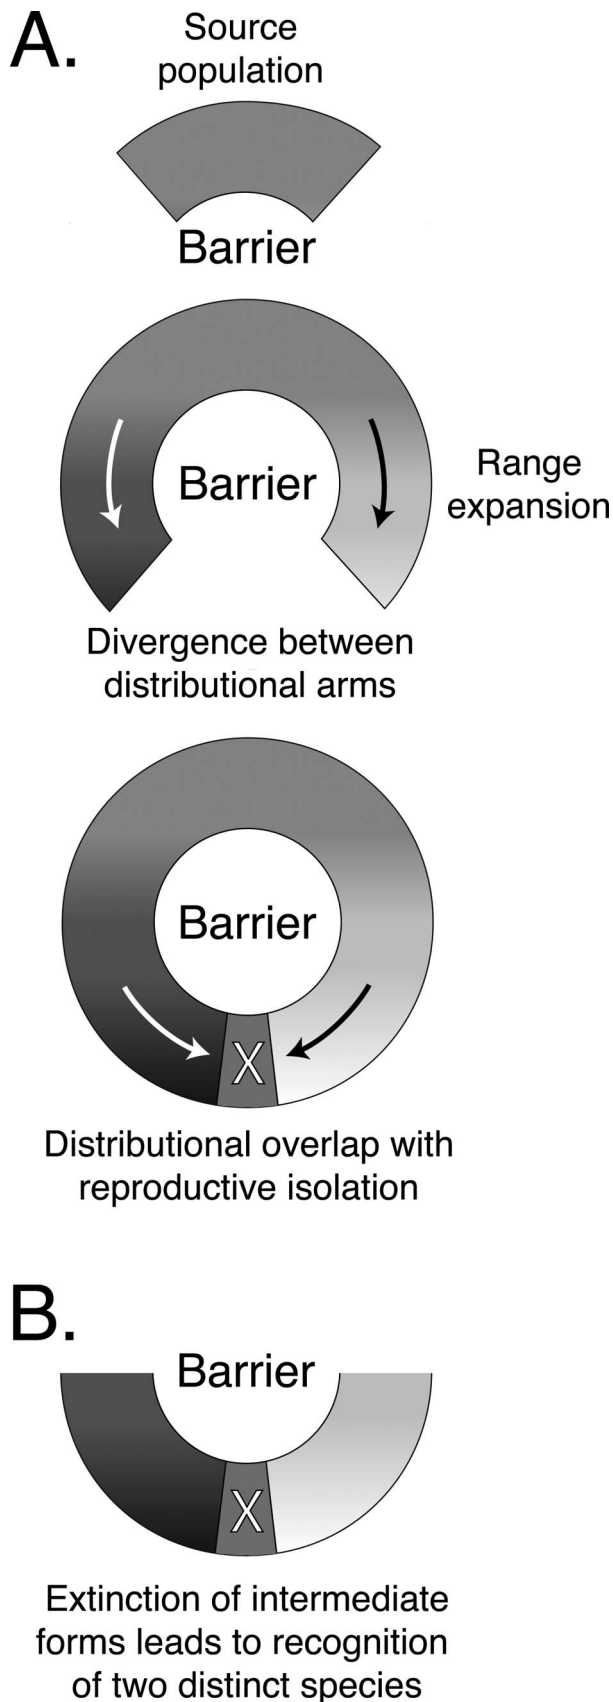 A.
Source
population
Barrier
Barrier
Range
expansion
Divergence between
distributional arms
Barrier
X
Distributional overlap with
reproductive isolation
B.
Barrier
X
Extinction of intermediate
forms leads to recognition
of two distinct species